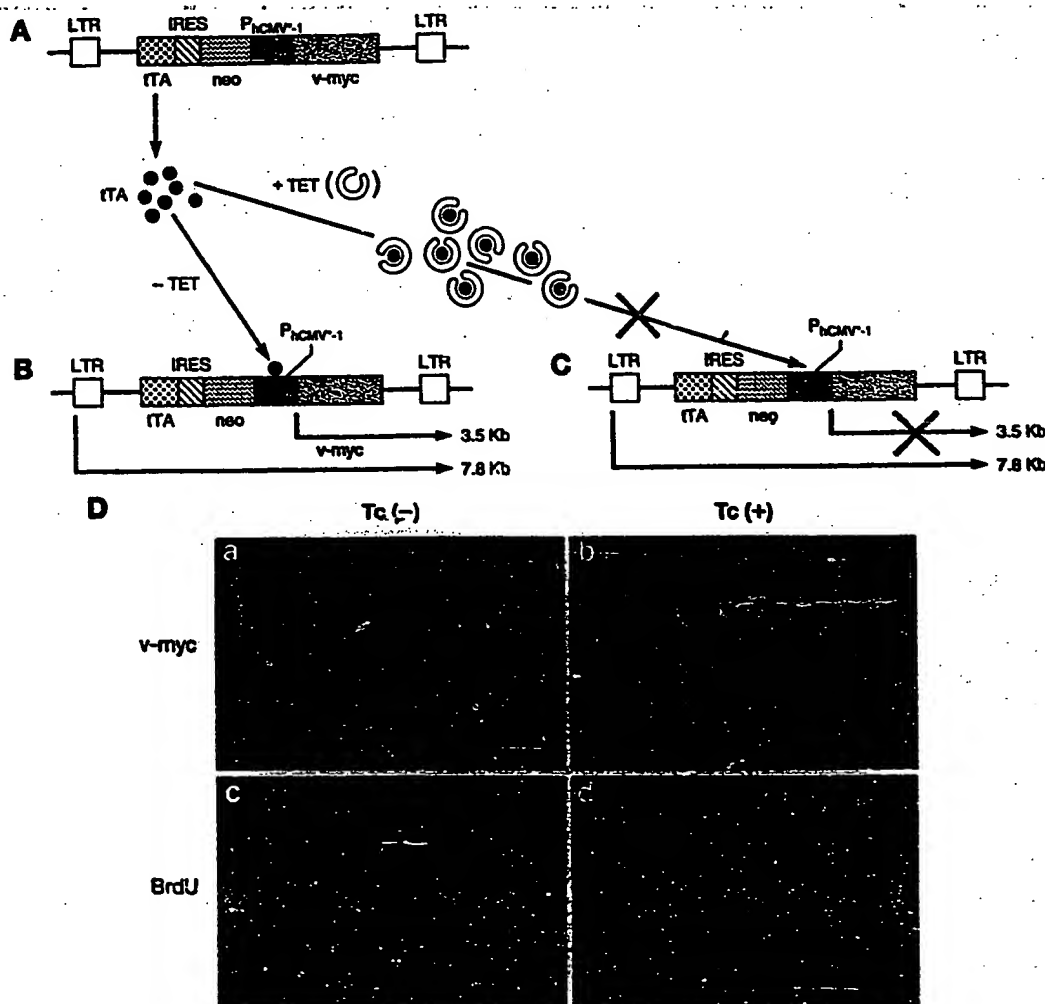 A
LTR IRES PhCMV*-1 LTR
tTA neo v-myc
tTA
+ TET ( )
– TET
B
PhCMV*-1
LTR IRES LTR
tTA neo
v-myc
3.5 Kb
7.8 Kb
C
PhCMV*-1
LTR IRES LTR
tTA neo
3.5 Kb
7.8 Kb
D
Tc (–) Tc (+)
v-myc
a b
BrdU
c d